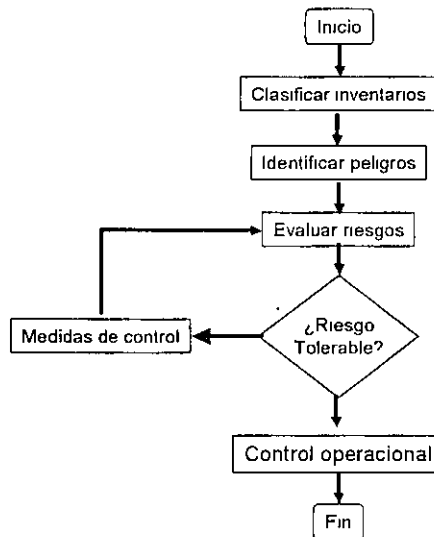 Inicio
Clasificar inventarios
Identificar peligros
Evaluar riesgos
¿Riesgo
Tolerable?
Medidas de control
Control operacional
Fin